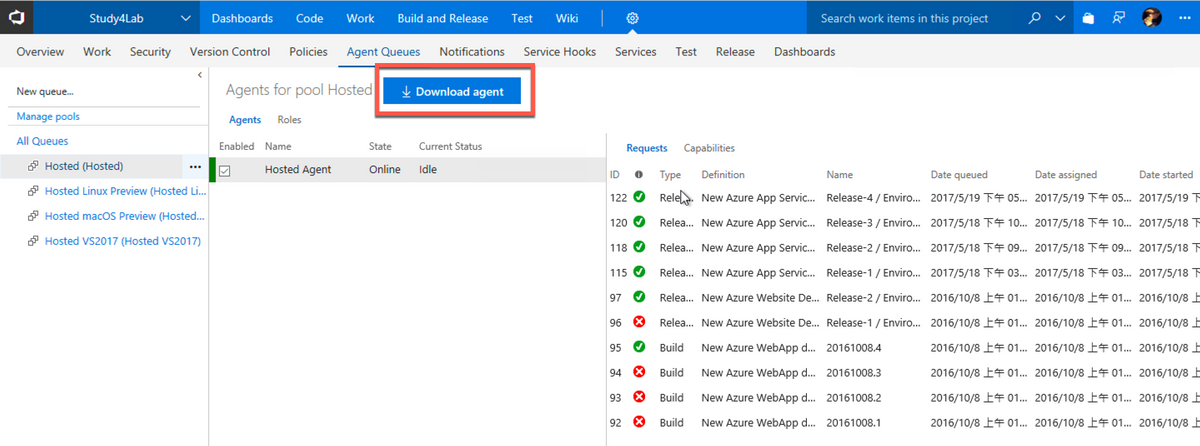 Study4Lab Dashboards Code Work Build and Release Test Wiki Search work items in this project ...
Overview Work Security Version Control Policies Agent Queues Notifications Service Hooks Services Test Release Dashboards
New queue...
Manage pools
All Queues
Hosted (Hosted) ...
Hosted Linux Preview (Hosted Li...
Hosted macOS Preview (Hosted...
Hosted VS2017 (Hosted VS2017)
Agents for pool Hosted Download agent
Agents Roles
Enabled Name State Current Status
Hosted Agent Online Idle
Requests Capabilities
ID Type Definition Name Date queued Date assigned Date started
122 Relea... New Azure App Servic... Release-4 / Enviro... 2017/5/19 下午 05... 2017/5/19 下午 05... 2017/5/19 下
120 Relea... New Azure App Servic... Release-3 / Enviro... 2017/5/18 下午 10... 2017/5/18 下午 10... 2017/5/18 下
118 Relea... New Azure App Servic... Release-2 / Enviro... 2017/5/18 下午 09... 2017/5/18 下午 09... 2017/5/18 下
115 Relea... New Azure App Servic... Release-1 / Enviro... 2017/5/18 下午 03... 2017/5/18 下午 03... 2017/5/18 下
97 Relea... New Azure Website De... Release-2 / Enviro... 2016/10/8 上午 01... 2016/10/8 上午 01... 2016/10/8 上
96 Relea... New Azure Website De... Release-1 / Enviro... 2016/10/8 上午 01... 2016/10/8 上午 01... 2016/10/8 上
95 Build New Azure WebApp d... 20161008.4 2016/10/8 上午 01... 2016/10/8 上午 01... 2016/10/8 上
94 Build New Azure WebApp d... 20161008.3 2016/10/8 上午 01... 2016/10/8 上午 01... 2016/10/8 上
93 Build New Azure WebApp d... 20161008.2 2016/10/8 上午 01... 2016/10/8 上午 01... 2016/10/8 上
92 Build New Azure WebApp d... 20161008.1 2016/10/8 上午 01... 2016/10/8 上午 01... 2016/10/8 上